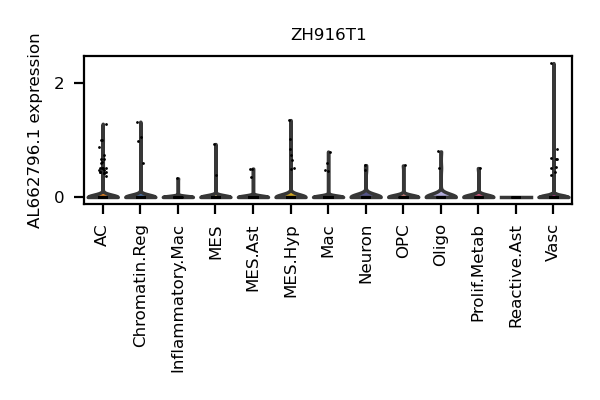 ZH916T1
AL662796.1 expression
2
0
AC
Chromatin.Reg
Inflammatory.Mac
MES
MES.Ast
MES.Hyp
Mac
Neuron
OPC
Oligo
Prolif.Metab
Reactive.Ast
Vasc